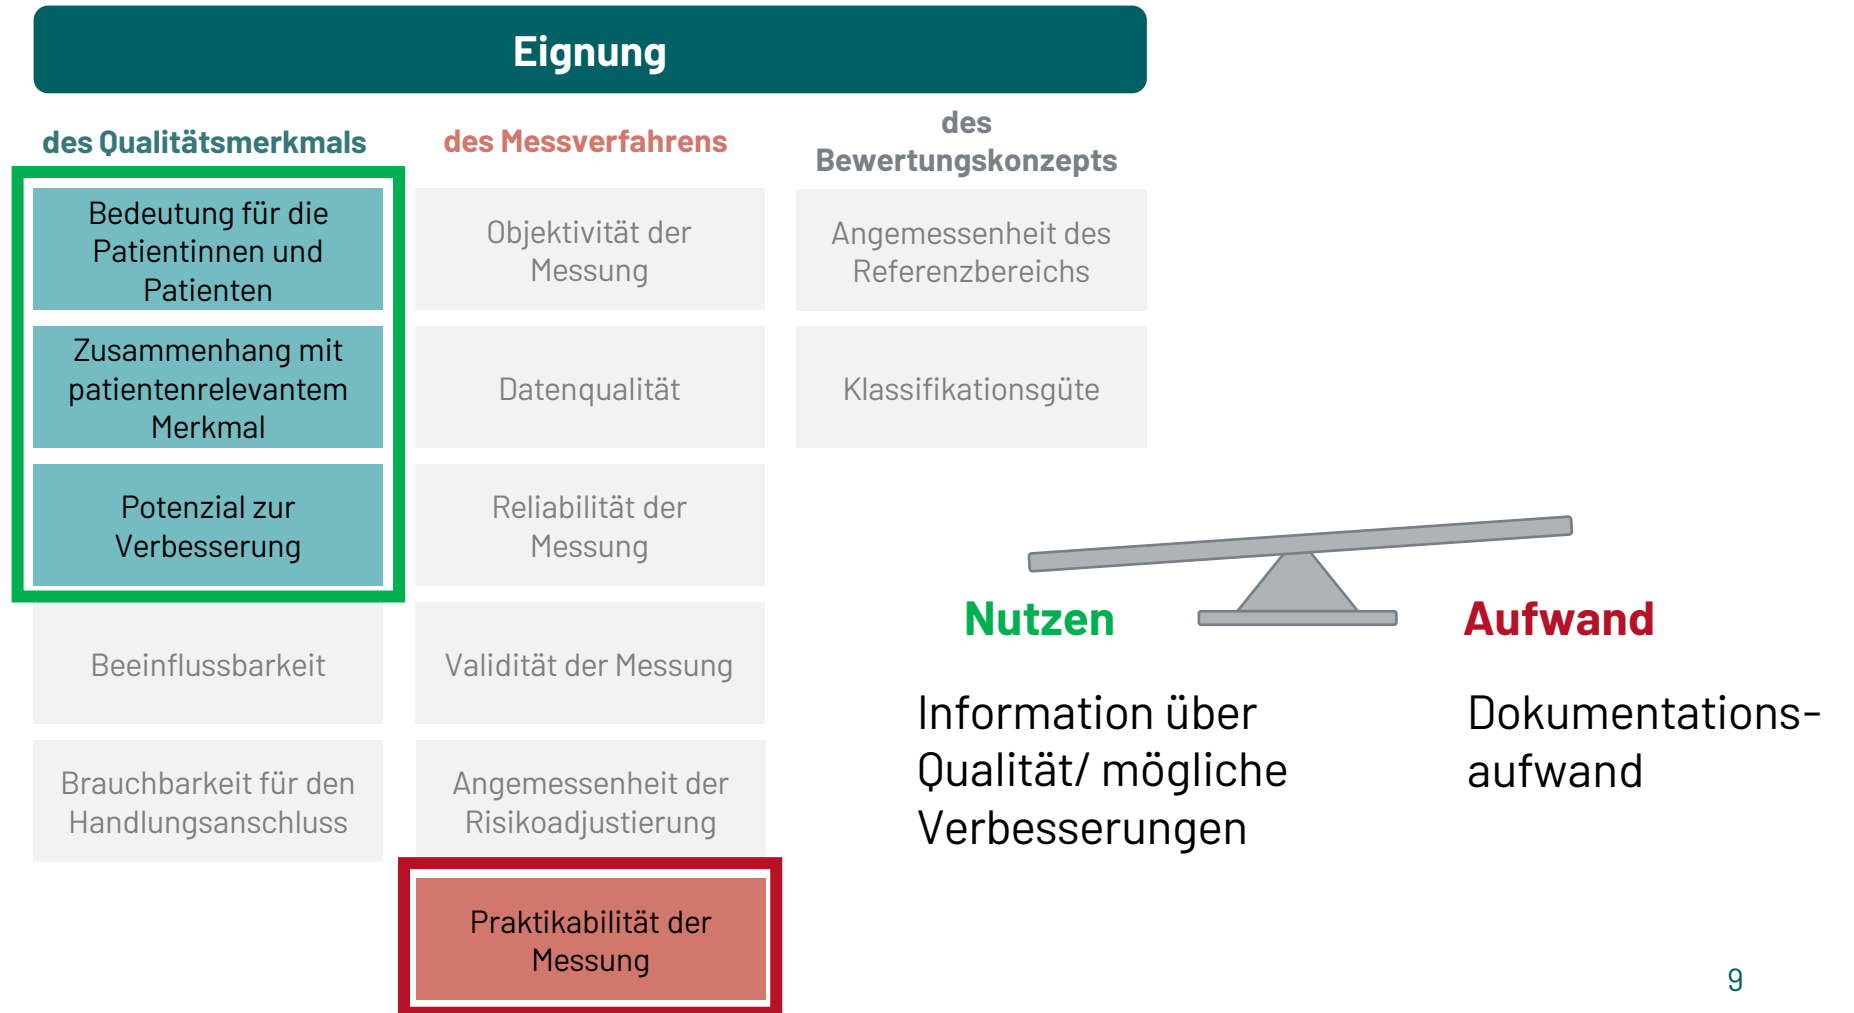 Eignung
des Qualitätsmerkmals
Bedeutung für die
Patientinnen und
Patienten
Zusammenhang mit
patientenrelevantem
Merkmal
Potenzial zur
Verbesserung
Beeinflussbarkeit
Brauchbarkeit für den
Handlungsanschluss
des Messverfahrens
Objektivität der
Messung
Datenqualität
Reliabilität der
Messung
Validität der Messung
Angemessenheit der
Risikoadjustierung
Praktikabilität der
Messung
des
Bewertungskonzepts
Angemessenheit des
Referenzbereichs
Klassifikationsgüte
Nutzen
Information über
Qualität/ mögliche
Verbesserungen
Aufwand
Dokumentations-
aufwand
9